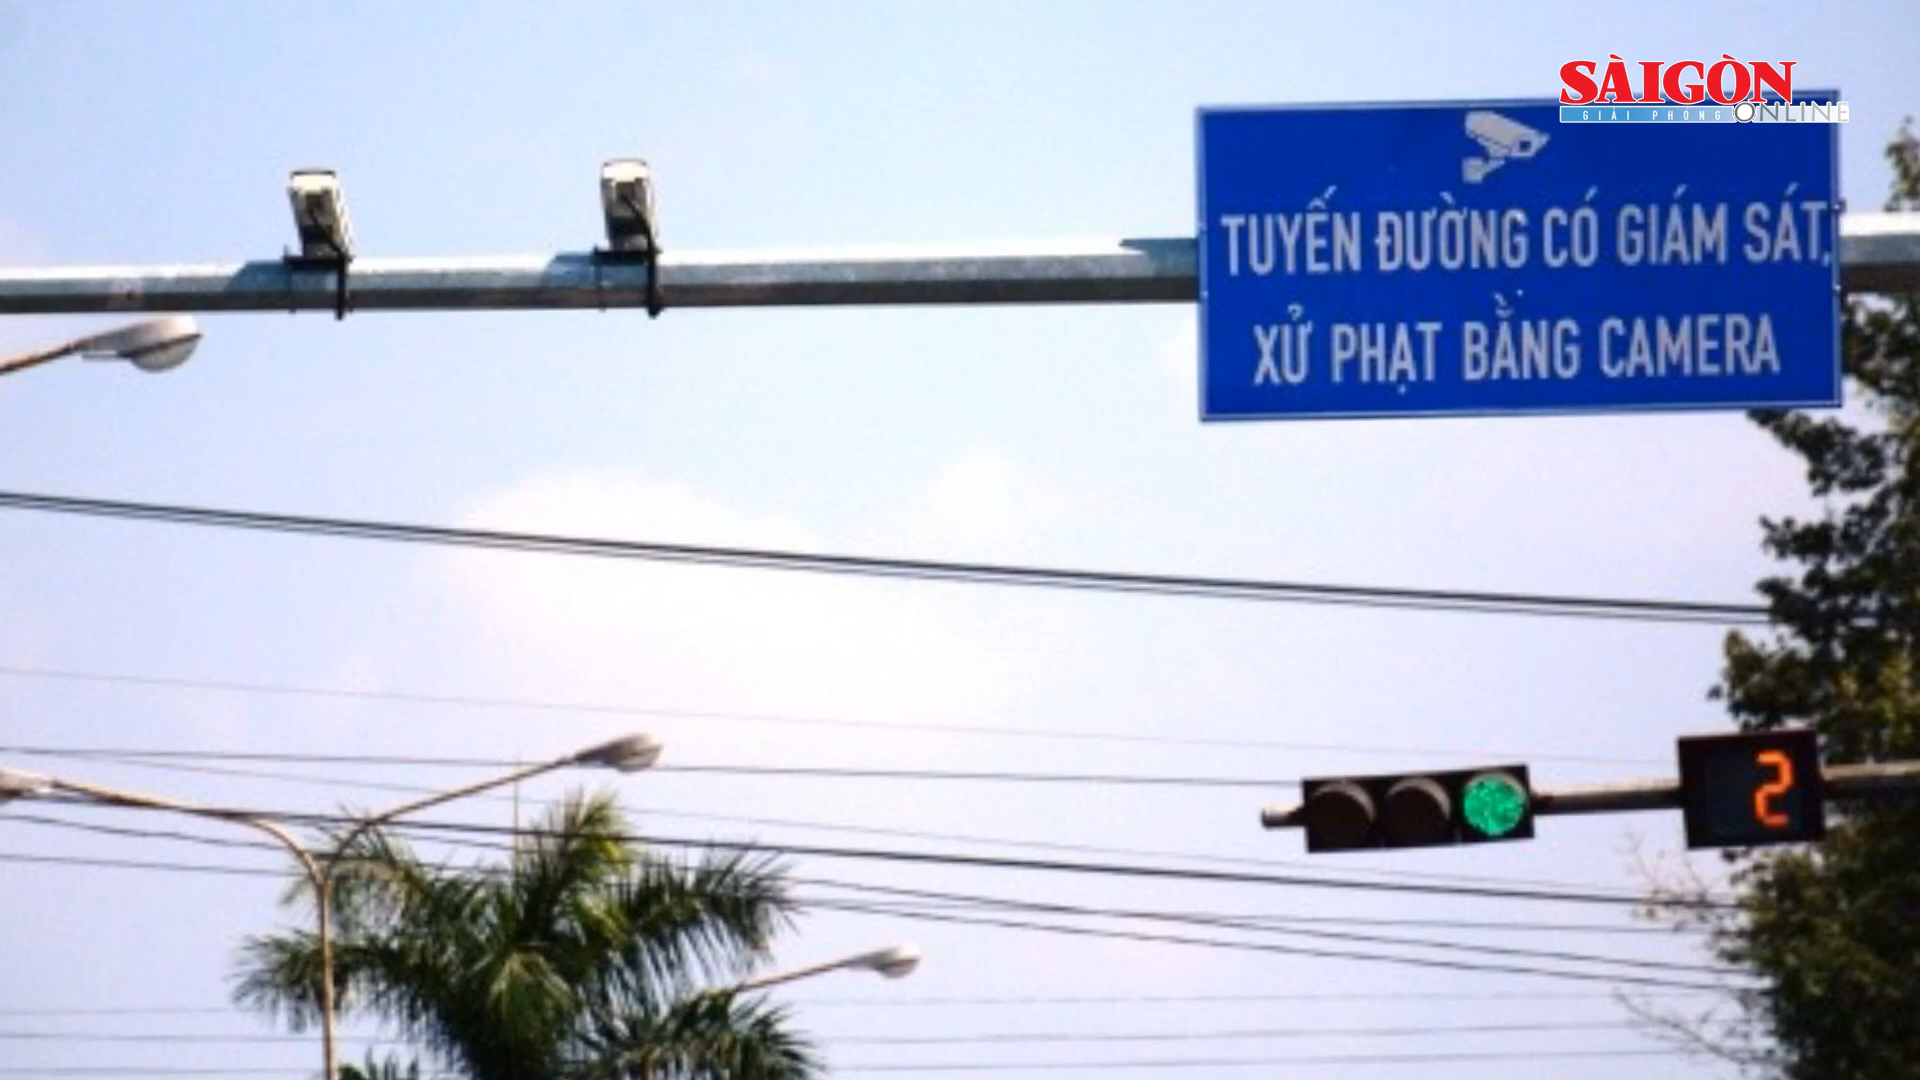 SÀIGÒN
GIẢI PHÓNG ONLINE
TUYẾN ĐƯỜNG CÓ GIÁM SÁT,
XỬ PHẠT BẰNG CAMERA
2